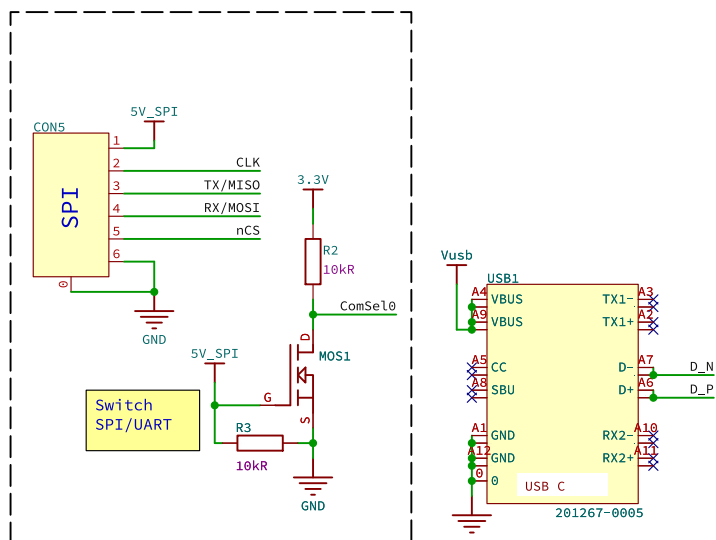 5V_SPI
CON5
SPI
1
2
3
4
5
6
0
CLK
TX/MISO
RX/MOSI
nCS
GND
3.3V
R2
10kR
ComSel0
5V_SPI
D
MOS1
G
S
Switch
SPI/UART
R3
10kR
GND
Vusb
USB1
A4
VBUS
A9
VBUS
A5
CC
A8
SBU
A1
GND
A12
GND
0
0
TX1-
A3
TX1+
A2
D-
A7
D_N
D+
A6
D_P
RX2-
A10
RX2+
A11
USB C
201267-0005